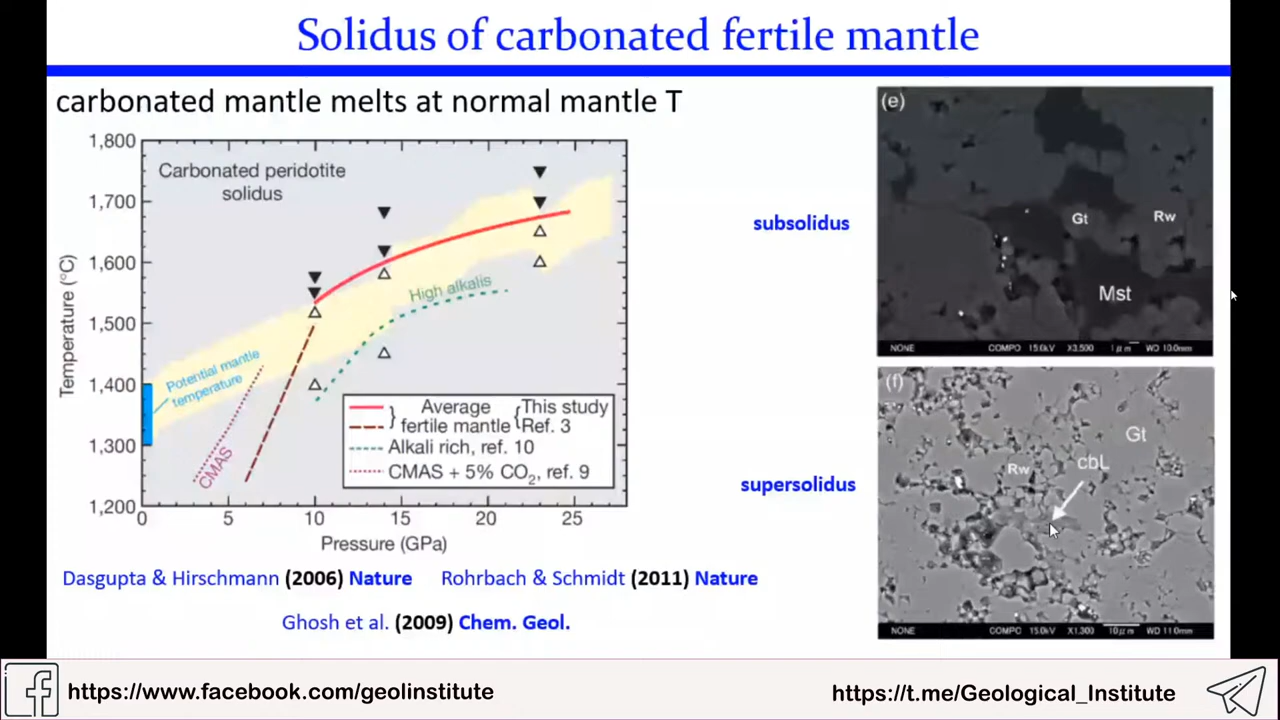 Solidus of carbonated fertile mantle
carbonated mantle melts at normal mantle T
1,800
1,700
1,600
1,500
1,400
1,300
1,200
Temperature (°C)
Carbonated peridotite
solidus
High alkalis
Potential mantle
temperature
CMAS
Average
fertile mantle
This study
Ref. 3
Alkali rich, ref. 10
CMAS + 5% CO₂, ref. 9
0 5 10 15 20 25
Pressure (GPa)
Dasgupta & Hirschmann (2006) Nature
Rohrbach & Schmidt (2011) Nature
Ghosh et al. (2009) Chem. Geol.
subsolidus
supersolidus
(e)
Gt
Rw
Mst
NONE COMPO 15.0kV X3,500 1μm WD 10.0mm
(f)
Gt
Rw
cbL
NONE COMPO 15.0kV X1,300 10μm WD 11.0mm
https://www.facebook.com/geolinstitute
https://t.me/Geological_Institute